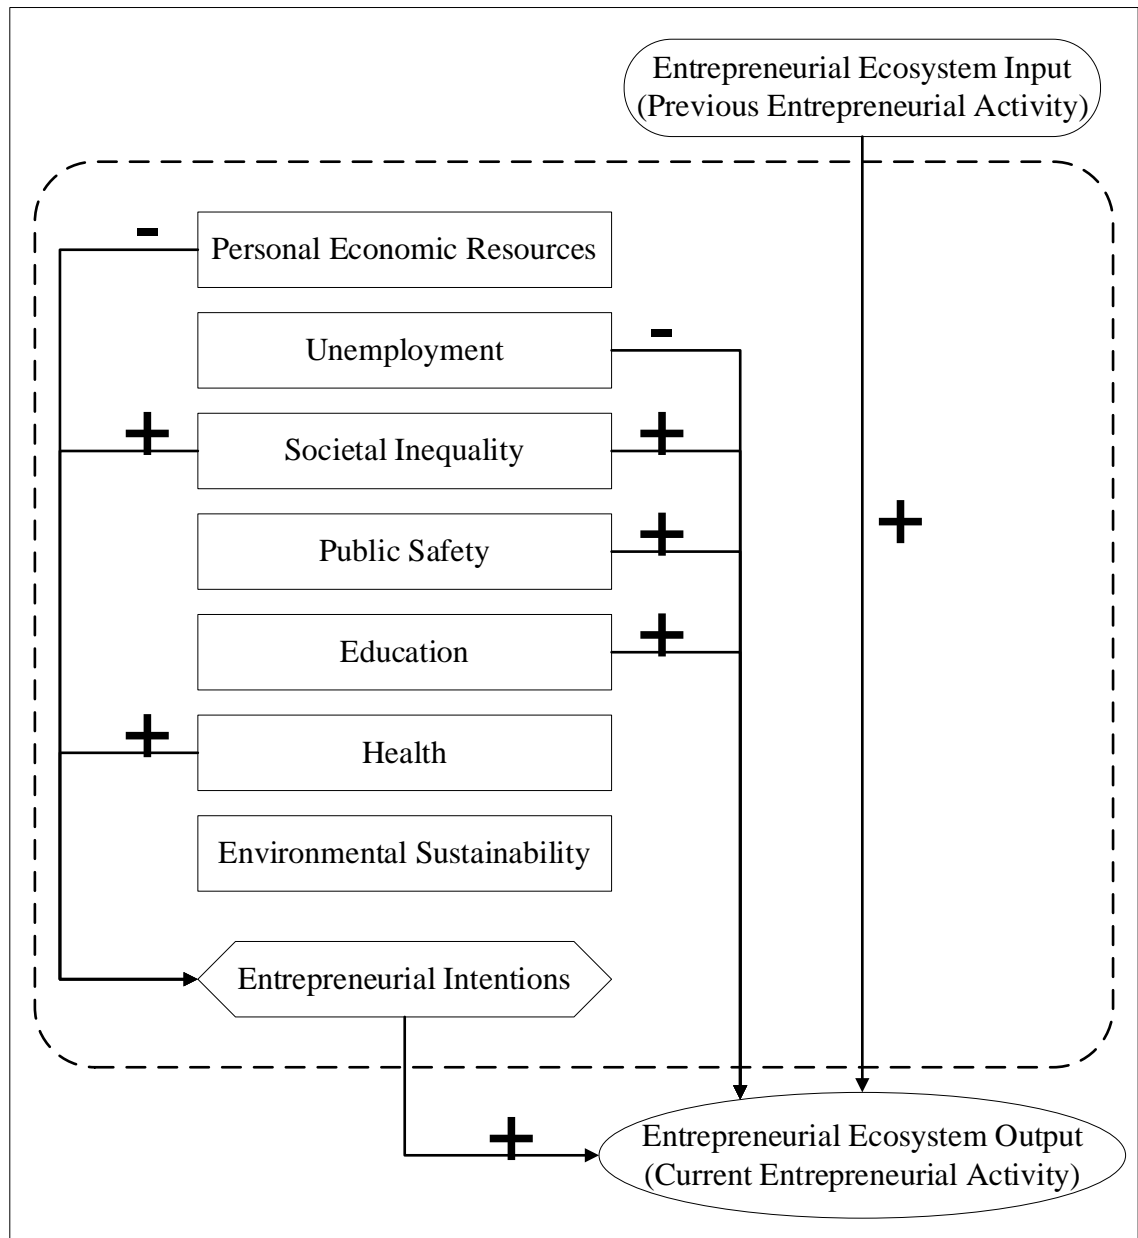 Entrepreneurial Ecosystem Input
(Previous Entrepreneurial Activity)
-
Personal Economic Resources
Unemployment
-
+
Societal Inequality
+
Public Safety
+
+
Education
+
+
Health
Environmental Sustainability
Entrepreneurial Intentions
+
Entrepreneurial Ecosystem Output
(Current Entrepreneurial Activity)